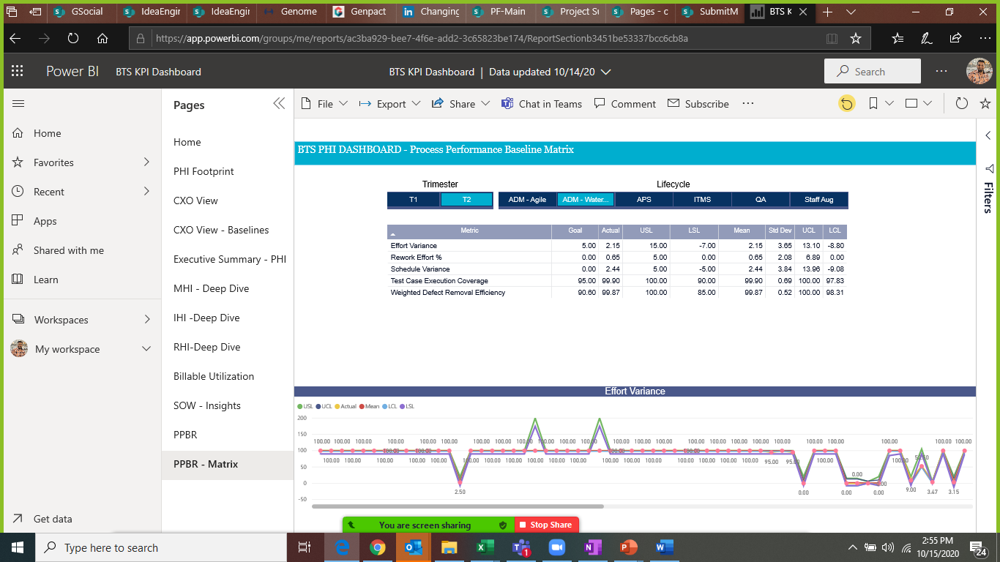 GSocial
IdeaEngin
IdeaEngin
Genome
Genpact
Changing
PF-Main
Project Su
Pages - c
SubmitM
BTS K
https://app.powerbi.com/groups/me/reports/ac3ba929-bee7-4f6e-add2-3c65823be174/ReportSectionb3451be53337bcc6cb8a
Power BI BTS KPI Dashboard
BTS KPI Dashboard | Data updated 10/14/20
Search
Home
Favorites
Recent
Apps
Shared with me
Learn
Workspaces
My workspace
Get data
Pages
Home
PHI Footprint
CXO View
CXO View - Baselines
Executive Summary - PHI
MHI - Deep Dive
IHI -Deep Dive
RHI-Deep Dive
Billable Utilization
SOW - Insights
PPBR
PPBR - Matrix
File Export Share Chat in Teams Comment Subscribe
Filters
BTS PHI DASHBOARD - Process Performance Baseline Matrix
Trimester Lifecycle
T1 T2 ADM - Agile ADM - Water... APS ITMS QA Staff Aug
Metric Goal Actual USL LSL Mean Std Dev UCL LCL
Effort Variance 5.00 2.15 15.00 -7.00 2.15 3.65 13.10 -8.80
Rework Effort % 0.00 0.65 5.00 0.00 0.65 2.08 6.89 0.00
Schedule Variance 0.00 2.44 5.00 -5.00 2.44 3.84 13.96 -9.08
Test Case Execution Coverage 95.00 99.90 100.00 90.00 99.90 0.69 100.00 97.83
Weighted Defect Removal Efficiency 90.60 99.87 100.00 85.00 99.87 0.52 100.00 98.31
Effort Variance
USL UCL Actual Mean LCL LSL
200
150
100.00 100.00 100.00 100.00 100.00 100.00 100.00 100.00 100.00 100.00 100.00 100.00 100.00 100.00 100.00 100.00 100.00 100.00 100.00 100.00 100.00 100.00 100.00 100.00 100.00
100
100.00 100.00 100.00 100.00 100.00 100.00 100.00 100.00 100.00 100.00 100.00 100.00 100.00 100.00 100.00 100.00 100.00 100.00 100.00 95.00 100.00
50
0.00
0
2.50 0.00 0.00 0.00 9.00 3.47 3.15
-50
You are screen sharing
Stop Share
Type here to search
1
2:55 PM
10/15/2020
24